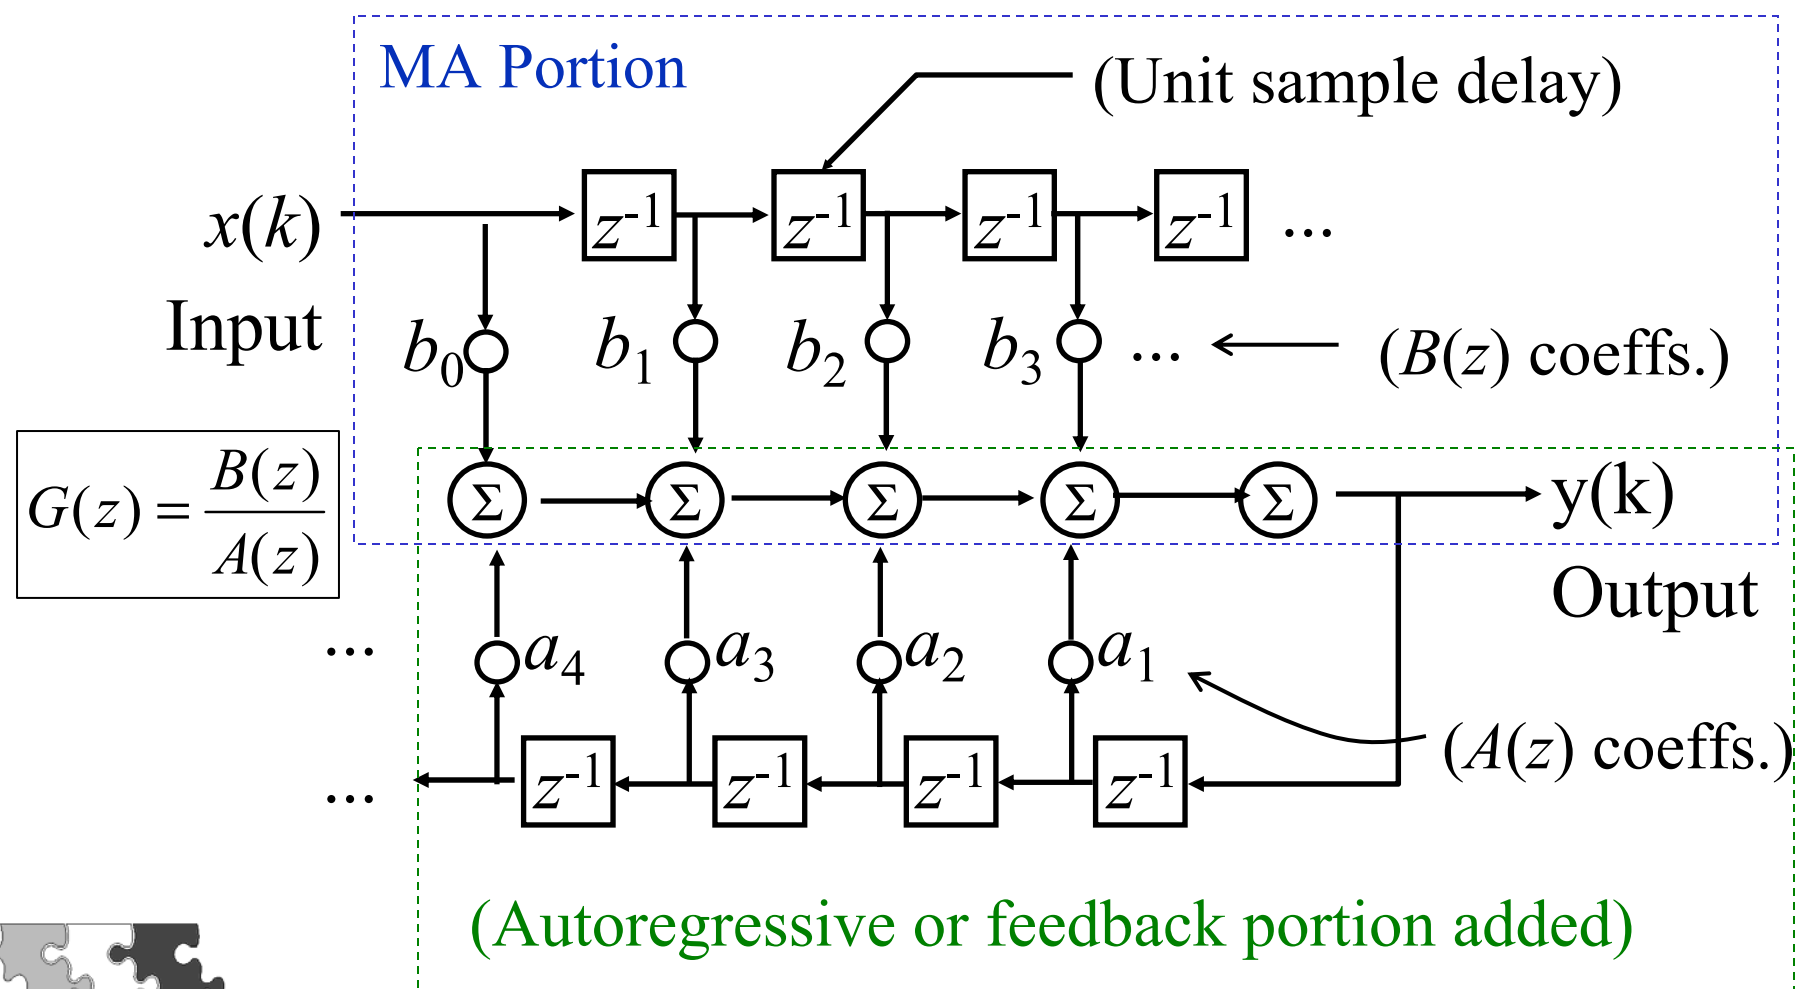 MA Portion
(Unit sample delay)
x(k)
z⁻¹ z⁻¹ z⁻¹ z⁻¹ ...
Input
b₀ b₁ b₂ b₃ ... (B(z) coeffs.)
G(z) = B(z) / A(z)
Σ Σ Σ Σ Σ y(k)
Output
... a₄ a₃ a₂ a₁
(A(z) coeffs.)
... z⁻¹ z⁻¹ z⁻¹ z⁻¹
(Autoregressive or feedback portion added)